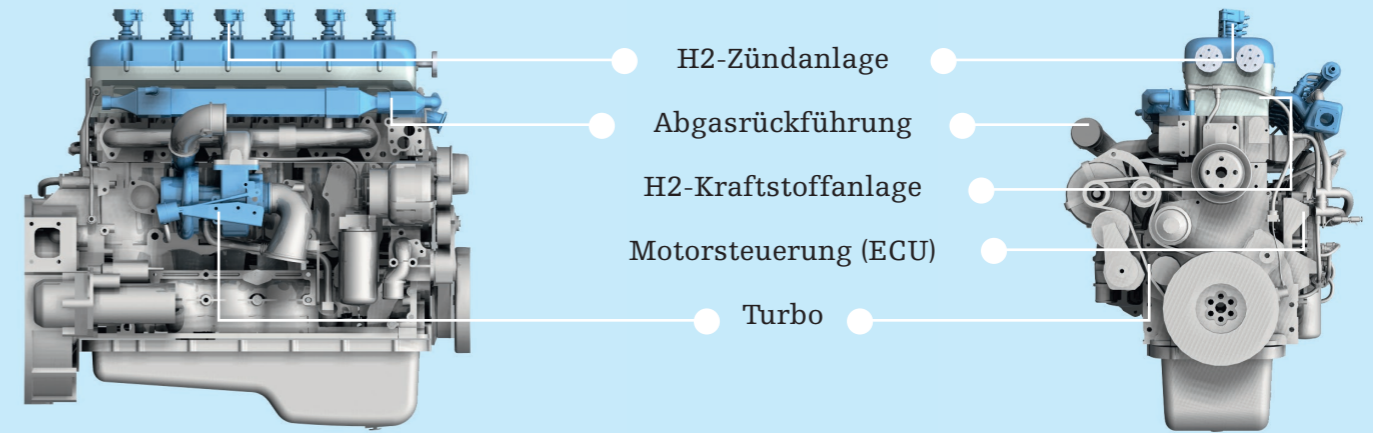 H2-Zündanlage
Abgasrückführung
H2-Kraftstoffanlage
Motorsteuerung (ECU)
Turbo